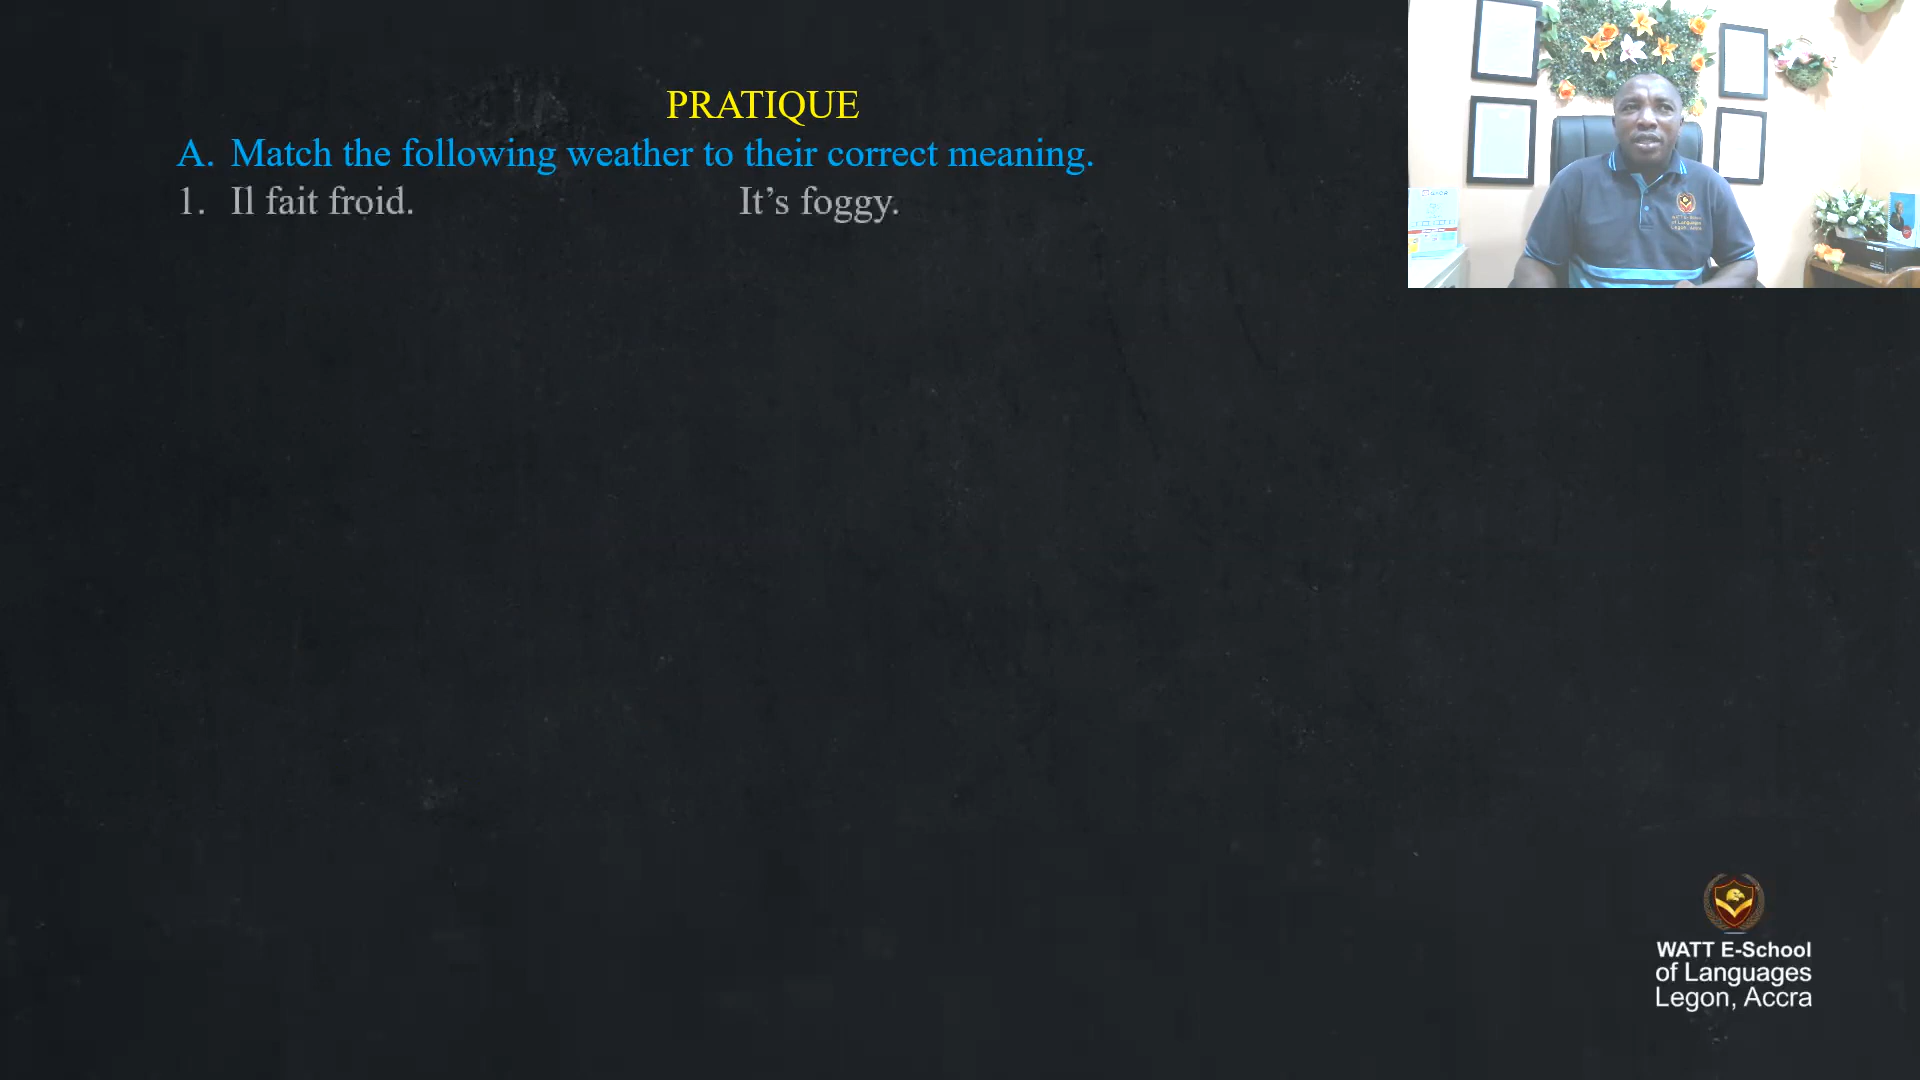 PRATIQUE
A. Match the following weather to their correct meaning.
1. Il fait froid. It’s foggy.
WATT E-School
of Languages
Legon, Accra